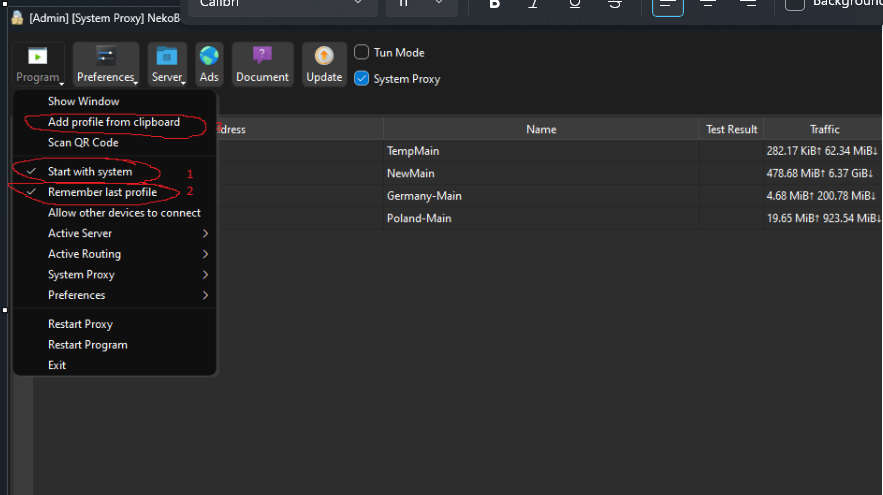 Calibri
11
B
Background
[Admin] [System Proxy] NekoB
Program
Preferences
Server
Ads
Document
Update
Tun Mode
System Proxy
Show Window
Add profile from clipboard 3
Scan QR Code
Start with system 1
Remember last profile 2
Allow other devices to connect
Active Server
Active Routing
System Proxy
Preferences
Restart Proxy
Restart Program
Exit
dress Name Test Result Traffic
TempMain 282.17 KiB↑ 62.34 MiB↓
NewMain 478.68 MiB↑ 6.37 GiB↓
Germany-Main 4.68 MiB↑ 200.78 MiB↓
Poland-Main 19.65 MiB↑ 923.54 MiB↓